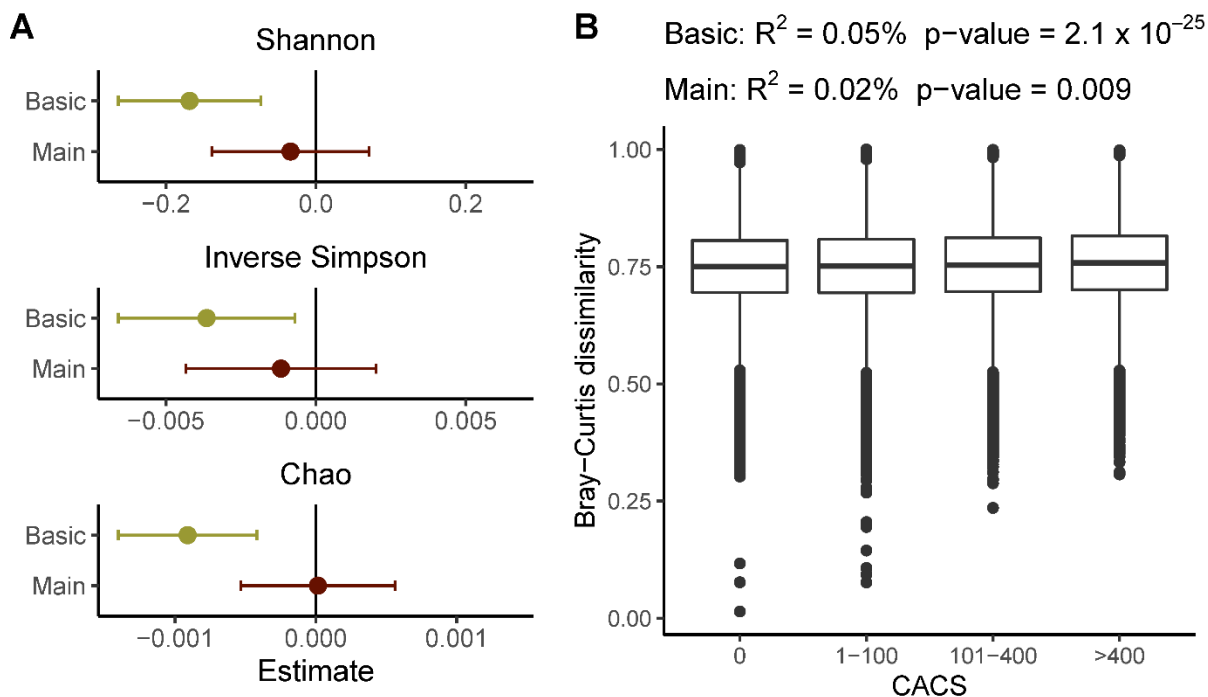 A
Shannon
Basic
Main
−0.2 0.0 0.2
Inverse Simpson
Basic
Main
−0.005 0.000 0.005
Chao
Basic
Main
−0.001 0.000 0.001
Estimate
B
Basic: R² = 0.05% p−value = 2.1 x 10⁻²⁵
Main: R² = 0.02% p−value = 0.009
Bray−Curtis dissimilarity
1.00
0.75
0.50
0.25
0.00
0 1−100 101−400 >400
CACS